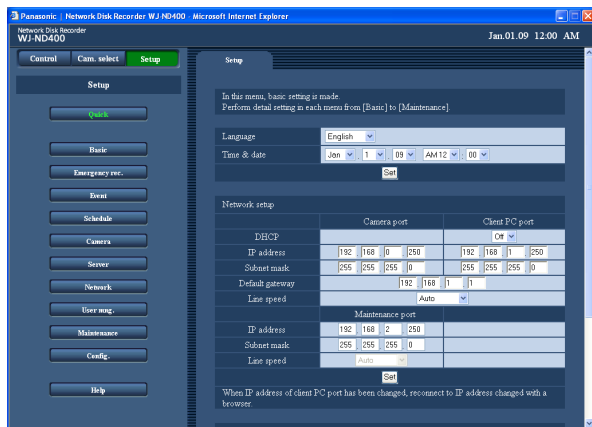 Panasonic | Network Disk Recorder WJ-ND400 - Microsoft Internet Explorer
Network Disk Recorder
WJ-ND400
Jan.01.09 12:00 AM
Control Cam. select Setup
Setup
Quick
Basic
Emergency rec.
Event
Schedule
Camera
Server
Network
User mng.
Maintenance
Config.
Help
Setup
In this menu, basic setting is made.
Perform detail setting in each menu from [Basic] to [Maintenance].
Language English
Time & date Jan . 1 . 09 AM 12 : 00
Set
Network setup
Camera port Client PC port
DHCP Off
IP address 192 . 168 . 0 . 250 192 . 168 . 1 . 250
Subnet mask 255 . 255 . 255 . 0 255 . 255 . 255 . 0
Default gateway 192 . 168 . 1 . 1
Line speed Auto
Maintenance port
IP address 192 . 168 . 2 . 250
Subnet mask 255 . 255 . 255 . 0
Line speed Auto
Set
When IP address of client PC port has been changed, reconnect to IP address changed with a
browser.